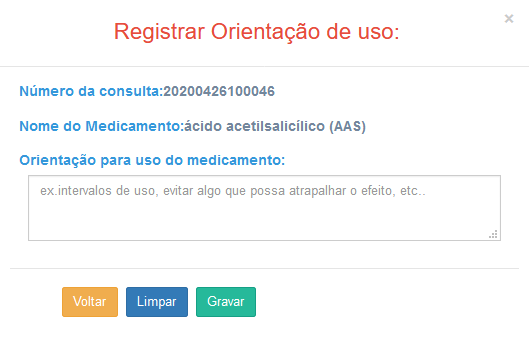 ×
Registrar Orientação de uso:
Número da consulta:20200426100046
Nome do Medicamento:ácido acetilsalicílico (AAS)
Orientação para uso do medicamento:
ex.intervalos de uso, evitar algo que possa atrapalhar o efeito, etc..
Voltar Limpar Gravar